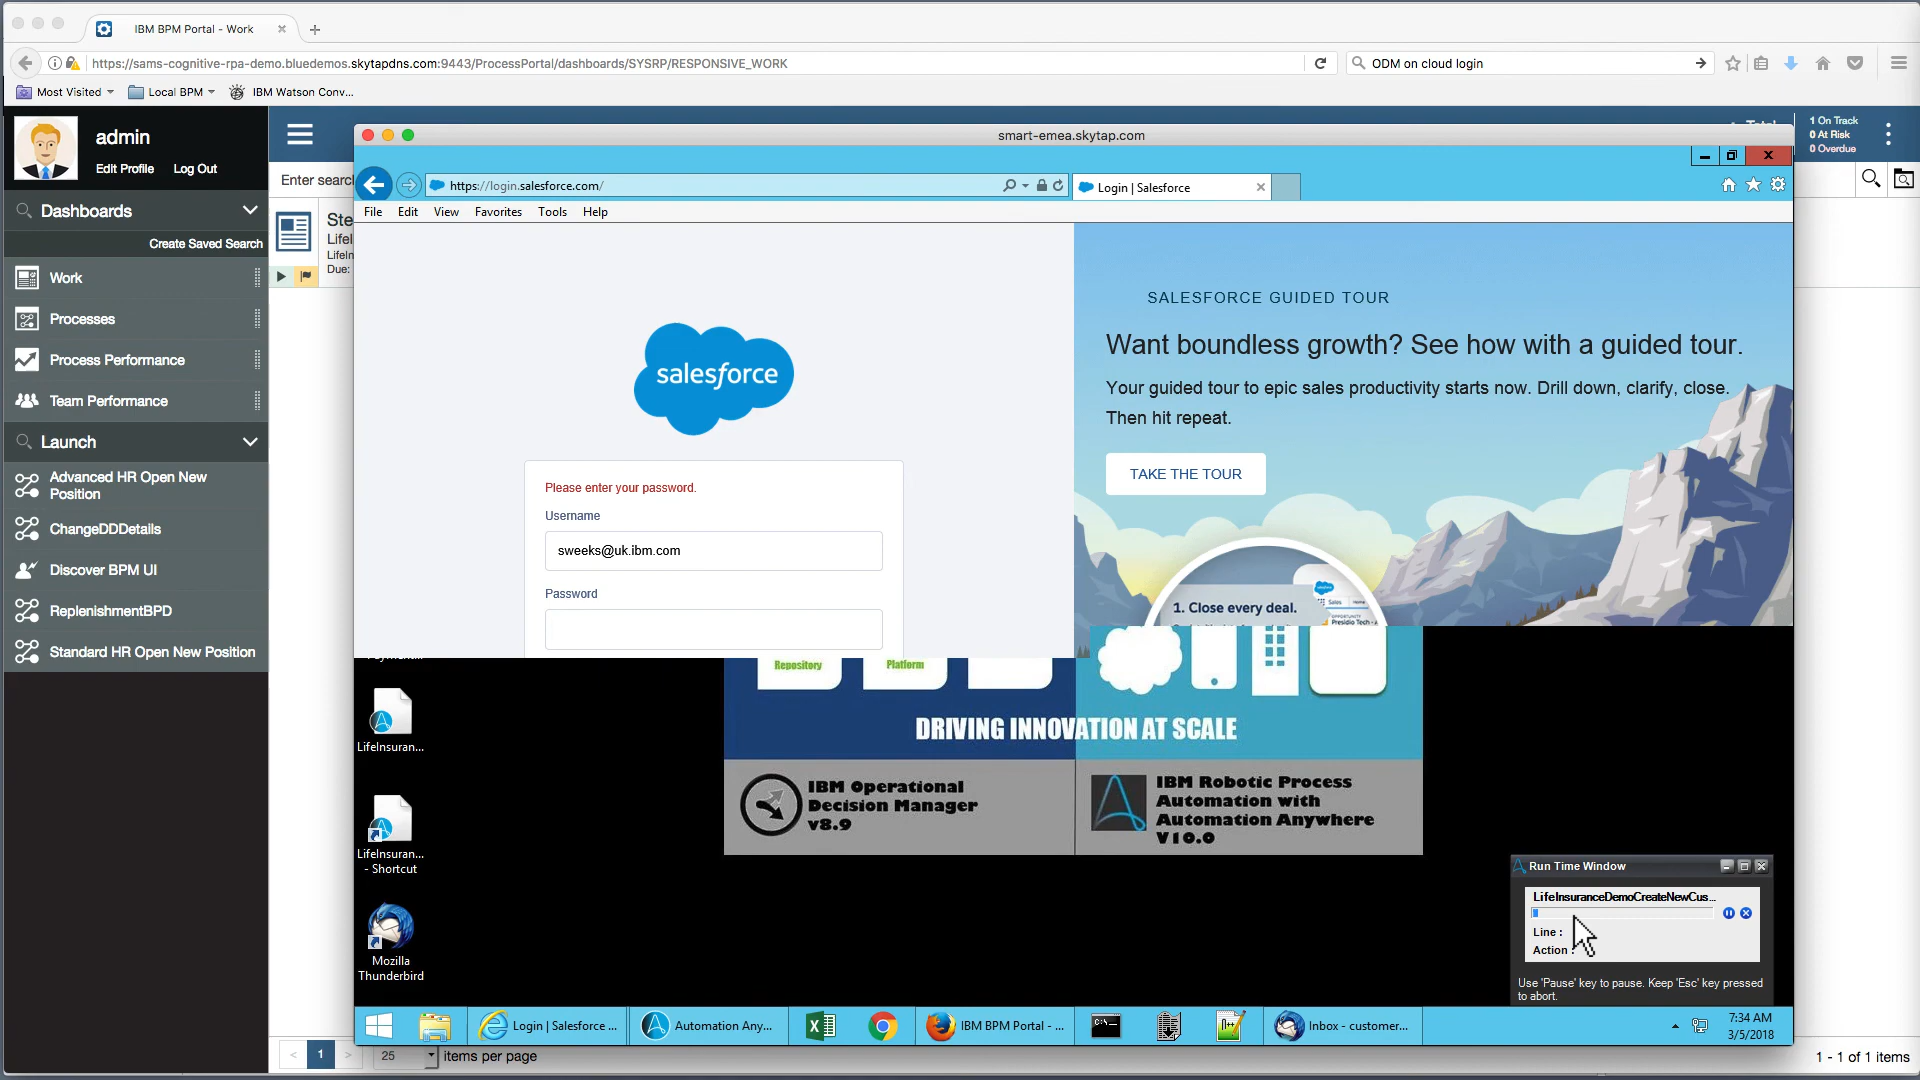 IBM BPM Portal - Work
https://sams-cognitive-rpa-demo.bluedemos.skytapdns.com:9443/ProcessPortal/dashboards/SYSRP/RESPONSIVE_WORK
ODM on cloud login
Most Visited
Local BPM
IBM Watson Conv...
admin
Edit Profile
Log Out
1 On Track
0 At Risk
0 Overdue
smart-emea.skytap.com
https://login.salesforce.com/
Login | Salesforce
File
Edit
View
Favorites
Tools
Help
Enter search
Dashboards
Create Saved Search
Work
Processes
Process Performance
Team Performance
Launch
Advanced HR Open New
Position
ChangeDDDetails
Discover BPM UI
ReplenishmentBPD
Standard HR Open New Position
Due:
salesforce
Please enter your password.
Username
sweeks@uk.ibm.com
Password
SALESFORCE GUIDED TOUR
Want boundless growth? See how with a guided tour.
Your guided tour to epic sales productivity starts now. Drill down, clarify, close.
Then hit repeat.
TAKE THE TOUR
1. Close every deal.
Sales Home
OPPORTUNITY
Presidio Tech - A
Repository
Platform
DRIVING INNOVATION AT SCALE
IBM Operational
Decision Manager
v8.9
IBM Robotic Process
Automation with
Automation Anywhere
V10.0
LifeInsuran...
LifeInsuran...
- Shortcut
Mozilla
Thunderbird
Run Time Window
LifeInsuranceDemoCreateNewCus...
Line :
Action :
Use 'Pause' key to pause. Keep 'Esc' key pressed
to abort.
Login | Salesforce ...
Automation Any...
IBM BPM Portal - ...
Inbox - customer...
7:34 AM
3/5/2018
< 1 >
25 items per page
1 - 1 of 1 items